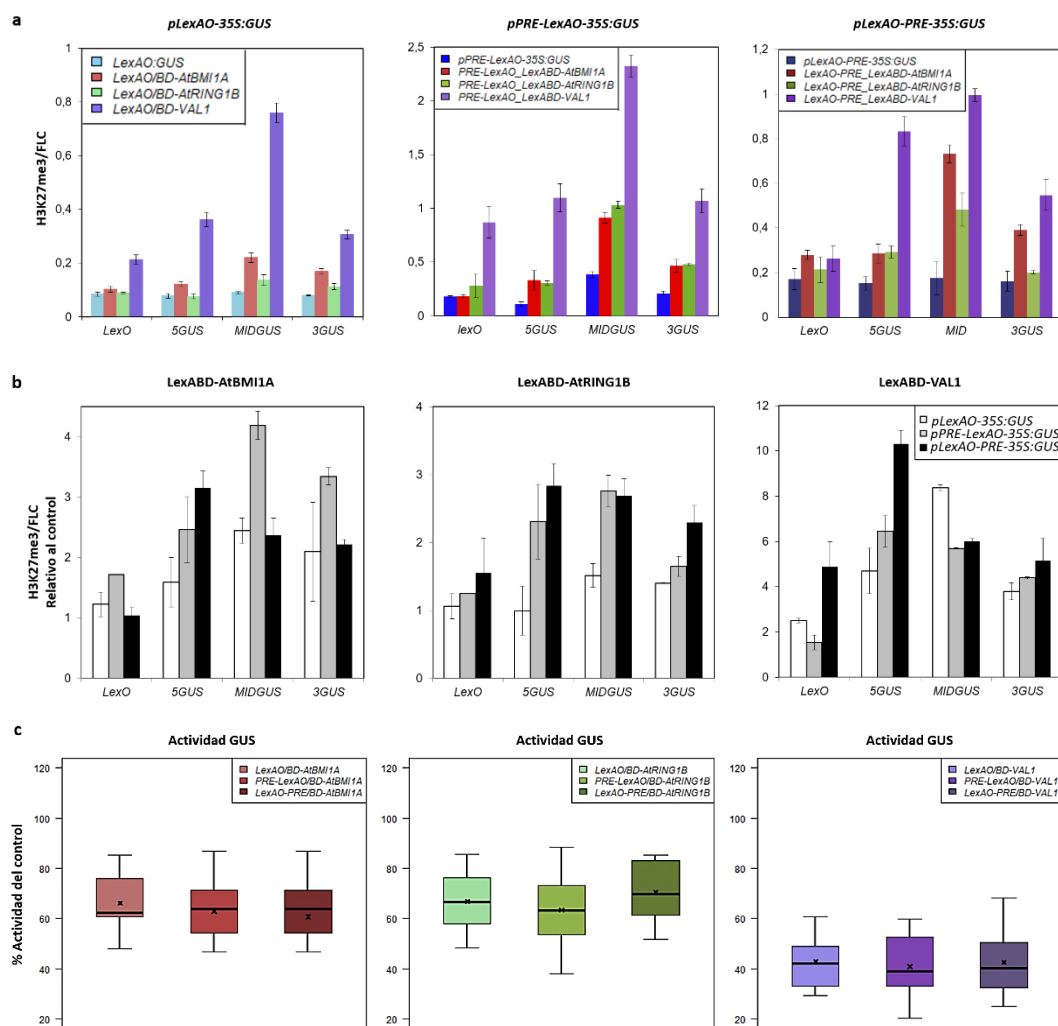 a
pLexAO-35S:GUS
pPRE-LexAO-35S:GUS
pLexAO-PRE-35S:GUS
H3K27me3/FLC
1
0,8
0,6
0,4
0,2
0
LexAO:GUS
LexAO/BD-AtBMI1A
LexAO/BD-AtRING1B
LexAO/BD-VAL1
LexO
5GUS
MIDGUS
3GUS
2,5
2
1,5
1
0,5
0
pPRE-LexAO-35S:GUS
PRE-LexAO_LexABD-AtBMI1A
PRE-LexAO_LexABD-AtRING1B
PRE-LexAO_LexABD-VAL1
lexO
5GUS
MIDGUS
3GUS
1,2
1
0,8
0,6
0,4
0,2
0
pLexAO-PRE-35S:GUS
LexAO-PRE_LexABD-AtBMI1A
LexAO-PRE_LexABD-AtRING1B
LexAO-PRE_LexABD-VAL1
LexO
5GUS
MID
3GUS
b
LexABD-AtBMI1A
LexABD-AtRING1B
LexABD-VAL1
H3K27me3/FLC
Relativo al control
4
3
2
1
0
LexO
5GUS
MIDGUS
3GUS
4
3
2
1
0
LexO
5GUS
MIDGUS
3GUS
12
10
8
6
4
2
0
pLexAO-35S:GUS
pPRE-LexAO-35S:GUS
pLexAO-PRE-35S:GUS
LexO
5GUS
MIDGUS
3GUS
c
Actividad GUS
Actividad GUS
Actividad GUS
% Actividad del control
120
100
80
60
40
20
LexAO/BD-AtBMI1A
PRE-LexAO/BD-AtBMI1A
LexAO-PRE/BD-AtBMI1A
120
100
80
60
40
20
LexAO/BD-AtRING1B
PRE-LexAO/BD-AtRING1B
LexAO-PRE/BD-AtRING1B
120
100
80
60
40
20
LexAO/BD-VAL1
PRE-LexAO/BD-VAL1
LexAO-PRE/BD-VAL1